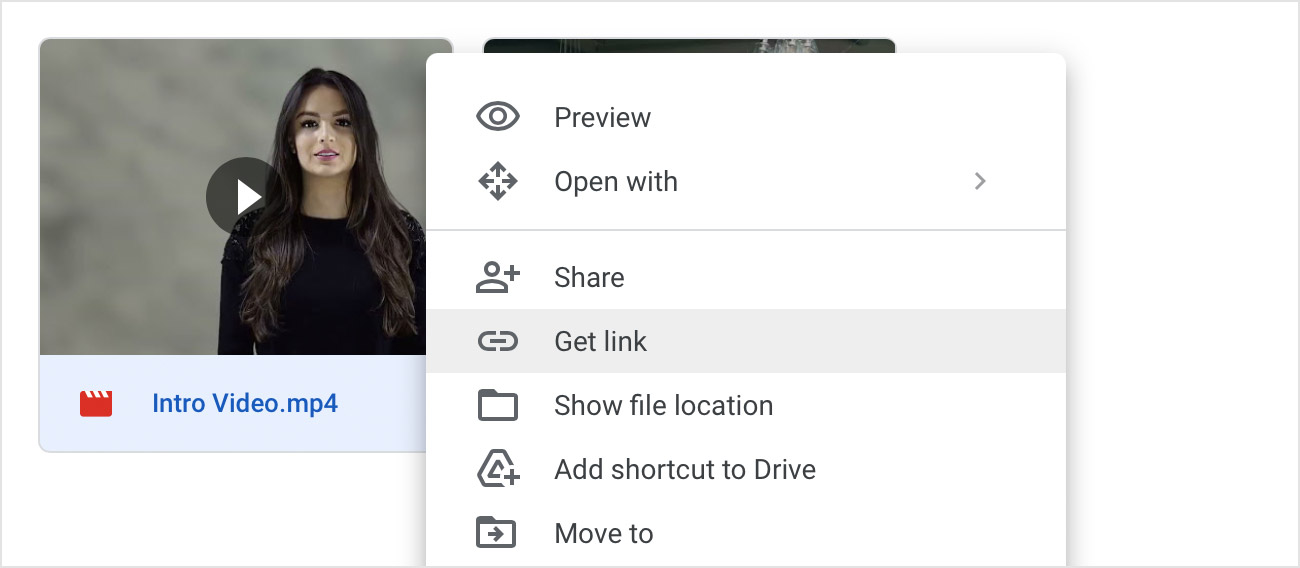 Preview
Open with
Share
Get link
Intro Video.mp4
Show file location
Add shortcut to Drive
Move to